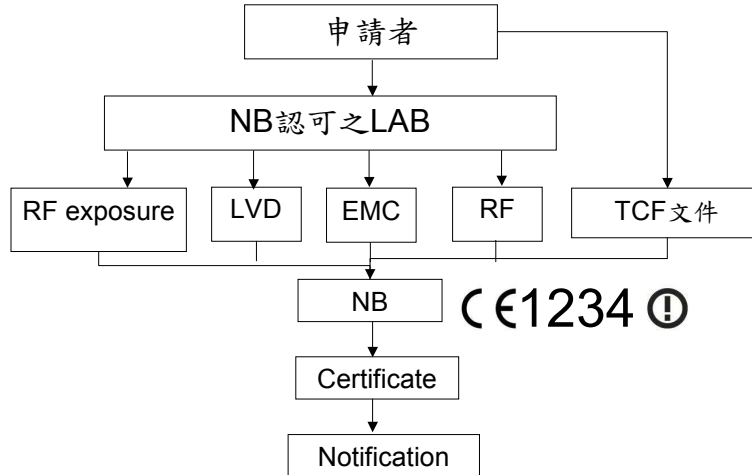 申請者
NB認可之LAB
RF exposure
LVD
EMC
RF
TCF文件
NB
CE1234 !
Certificate
Notification